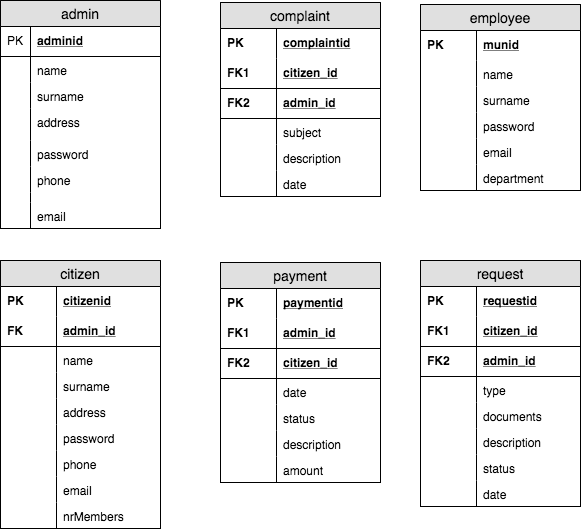 admin
PK adminid
name
surname
address
password
phone
email
complaint
PK complaintid
FK1 citizen_id
FK2 admin_id
subject
description
date
employee
PK munid
name
surname
password
email
department
citizen
PK citizenid
FK admin_id
name
surname
address
password
phone
email
nrMembers
payment
PK paymentid
FK1 admin_id
FK2 citizen_id
date
status
description
amount
request
PK requestid
FK1 citizen_id
FK2 admin_id
type
documents
description
status
date